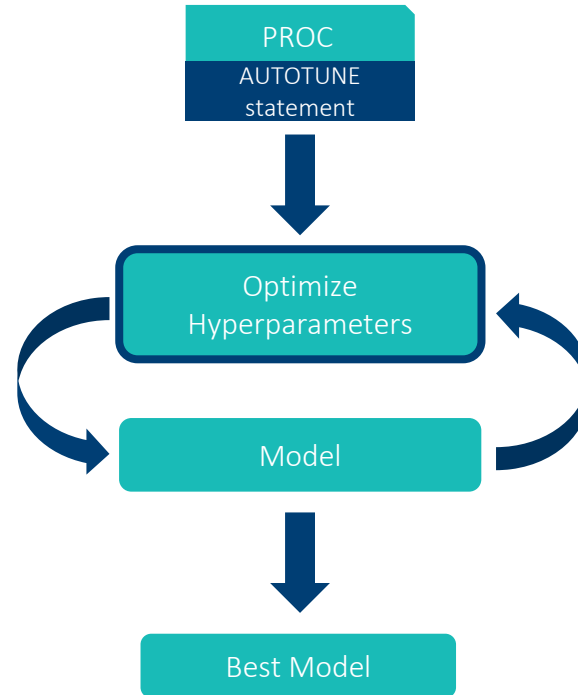 PROC
AUTOTUNE
statement
Optimize
Hyperparameters
Model
Best Model